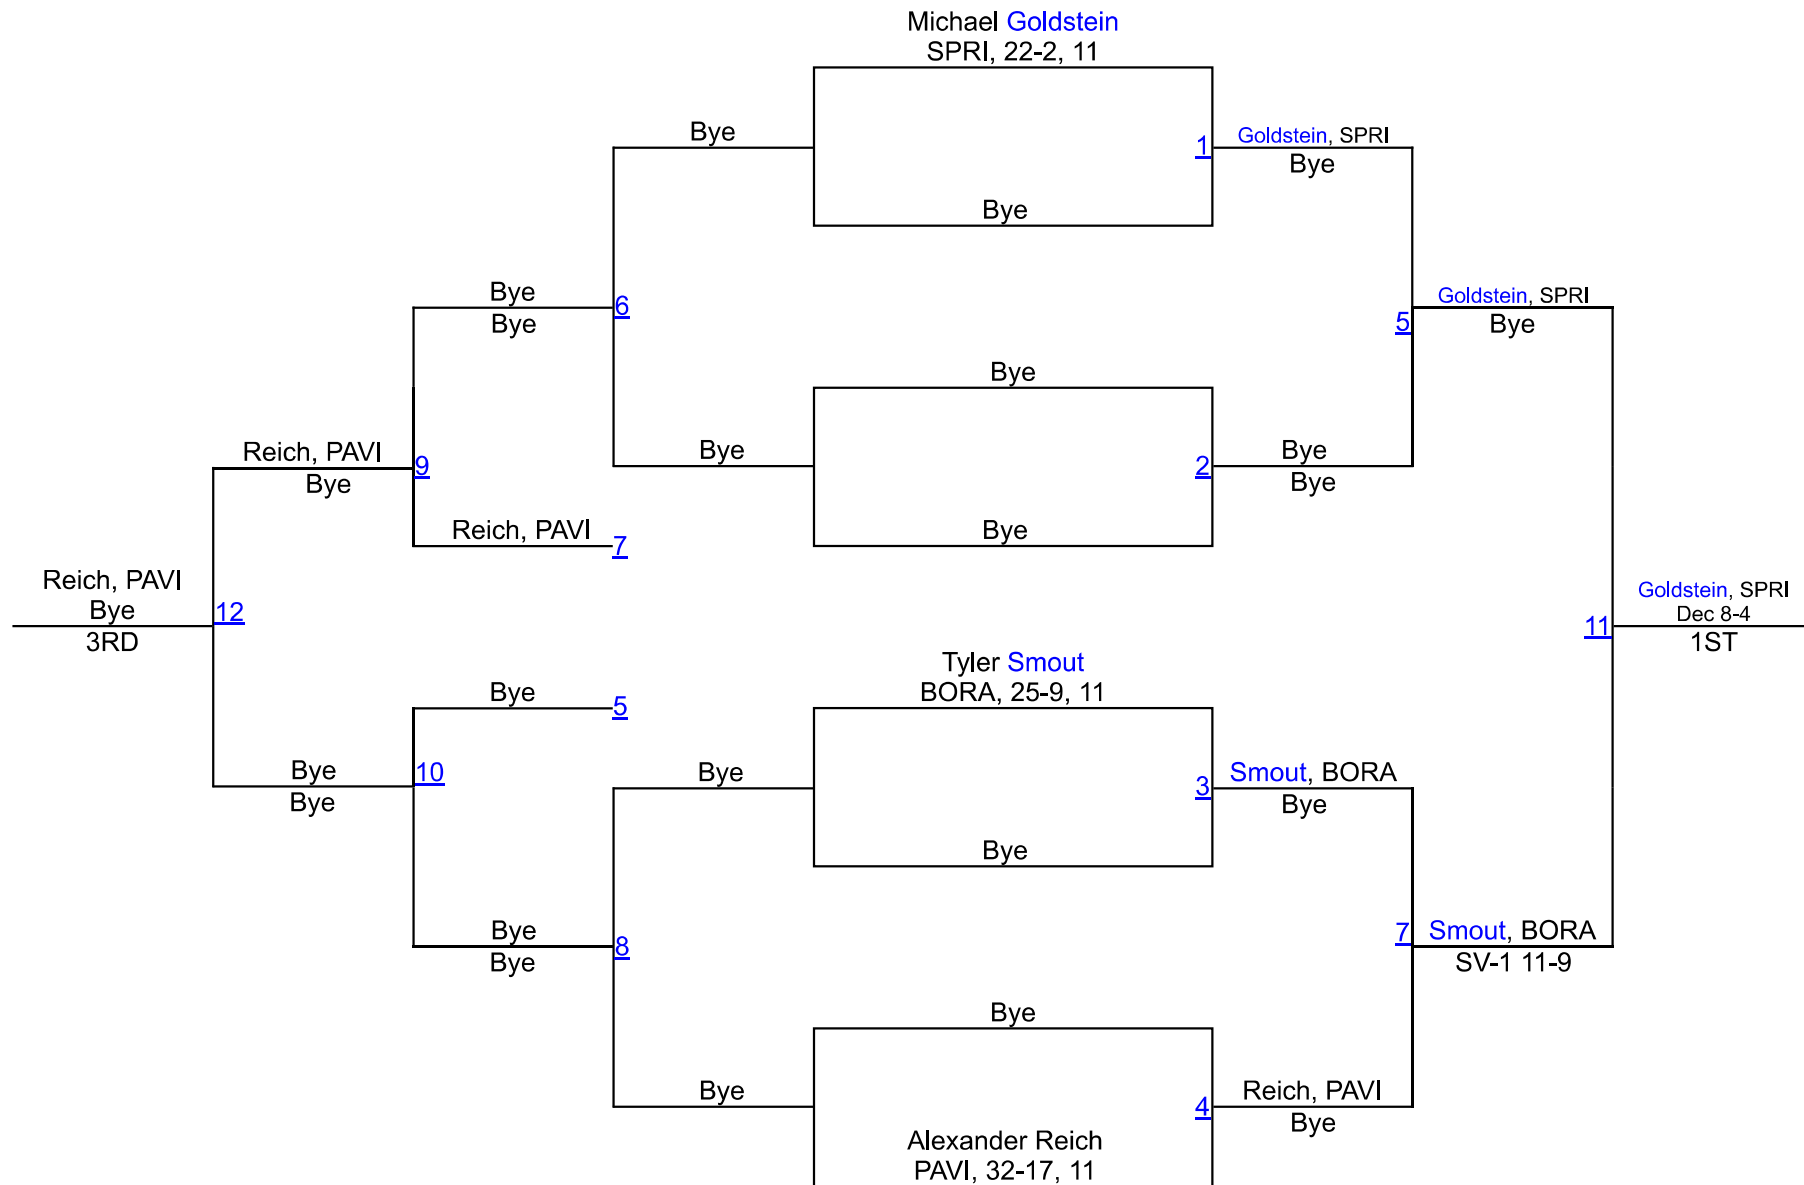 Michael Goldstein
SPRI, 22-2, 11
Bye
1
Goldstein, SPRI
Bye
Bye
Bye
Bye
6
Goldstein, SPRI
Bye
5
Bye
Reich, PAVI
Bye
9
Bye
2
Bye
Bye
Reich, PAVI
7
Bye
Reich, PAVI
Bye
3RD
12
11
Goldstein, SPRI
Dec 8-4
1ST
Tyler Smout
BORA, 25-9, 11
Bye
5
Bye
Bye
10
Bye
3
Smout, BORA
Bye
Bye
Bye
Bye
8
7
Smout, BORA
SV-1 11-9
Bye
Bye
4
Reich, PAVI
Bye
Alexander Reich
PAVI, 32-17, 11